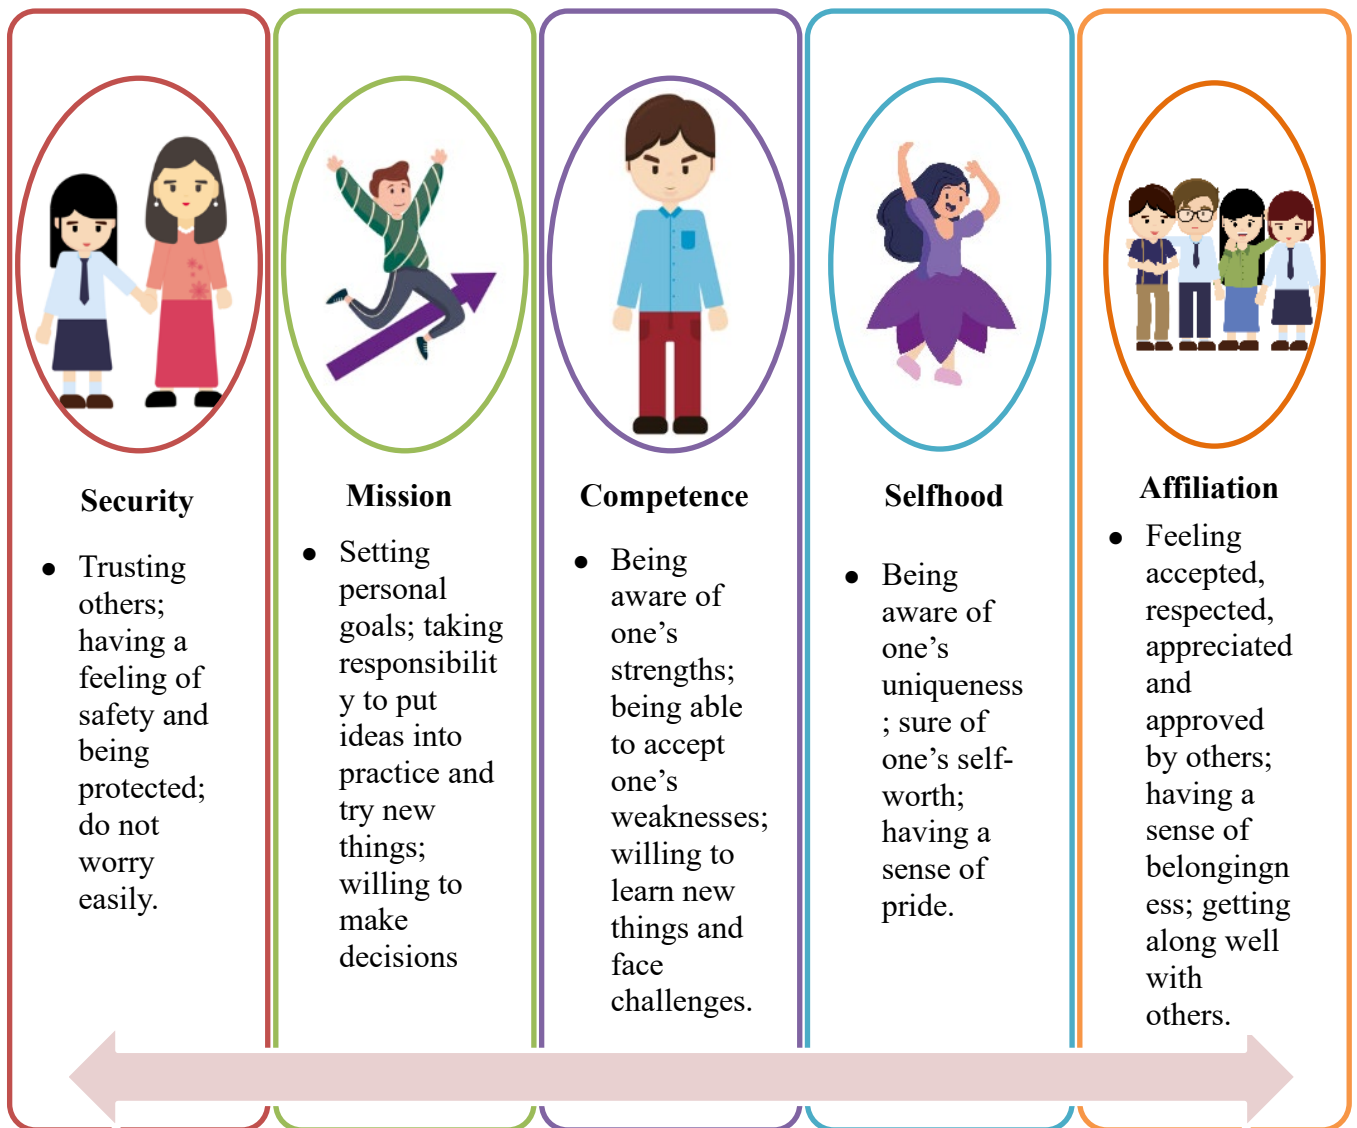 Security
● Trusting
others;
having a
feeling of
safety and
being
protected;
do not
worry
easily.
Mission
● Setting
personal
goals; taking
responsibilit
y to put
ideas into
practice and
try new
things;
willing to
make
decisions
Competence
● Being
aware of
one’s
strengths;
being able
to accept
one’s
weaknesses;
willing to
learn new
things and
face
challenges.
Selfhood
● Being
aware of
one’s
uniqueness
; sure of
one’s self-
worth;
having a
sense of
pride.
Affiliation
● Feeling
accepted,
respected,
appreciated
and
approved
by others;
having a
sense of
belongingn
ess; getting
along well
with
others.